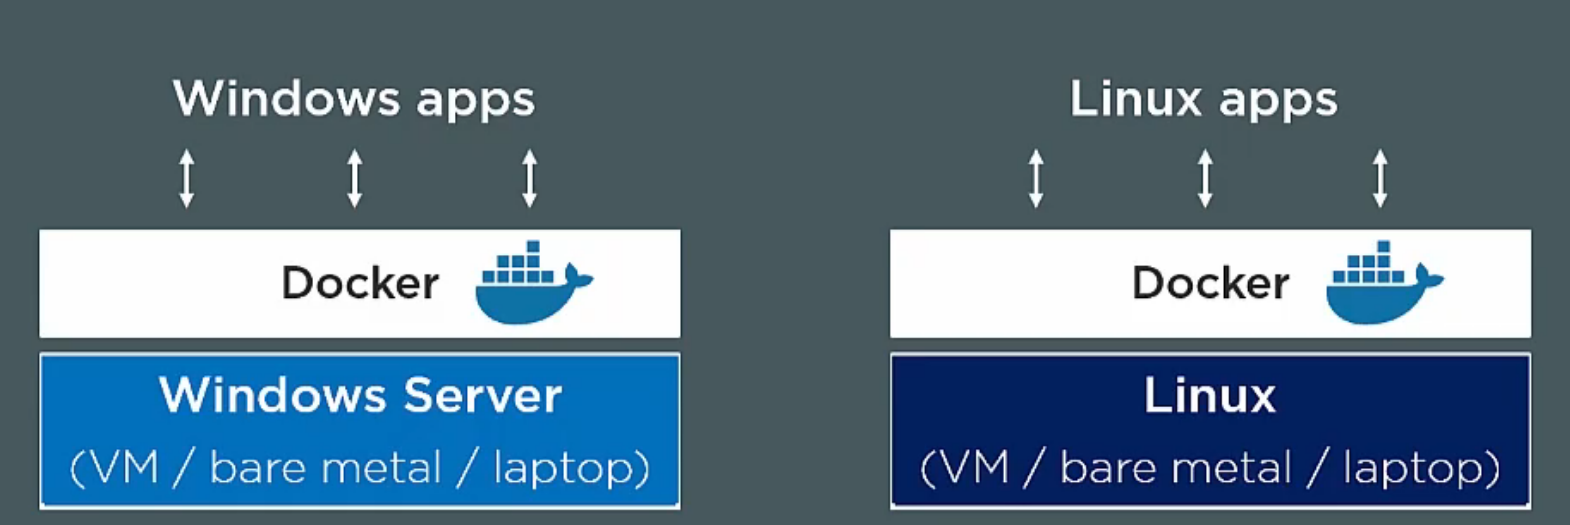 Windows apps
Docker
Windows Server
(VM / bare metal / laptop)
Linux apps
Docker
Linux
(VM / bare metal / laptop)